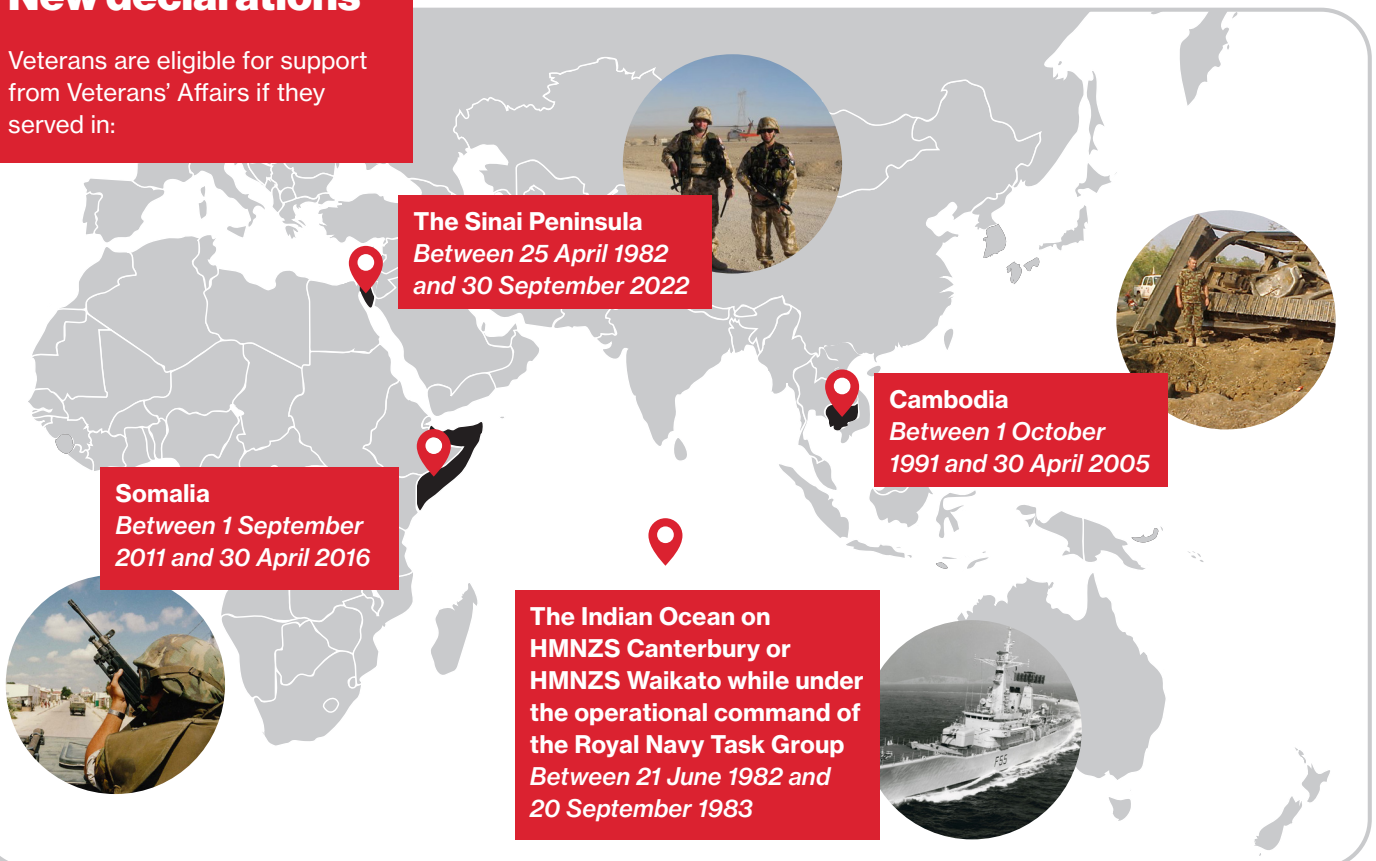 New declarations
Veterans are eligible for support
from Veterans' Affairs if they
served in:
The Sinai Peninsula
Between 25 April 1982
and 30 September 2022
Cambodia
Between 1 October
1991 and 30 April 2005
Somalia
Between 1 September
2011 and 30 April 2016
The Indian Ocean on
HMNZS Canterbury or
HMNZS Waikato while under
the operational command of
the Royal Navy Task Group
Between 21 June 1982 and
20 September 1983
F55